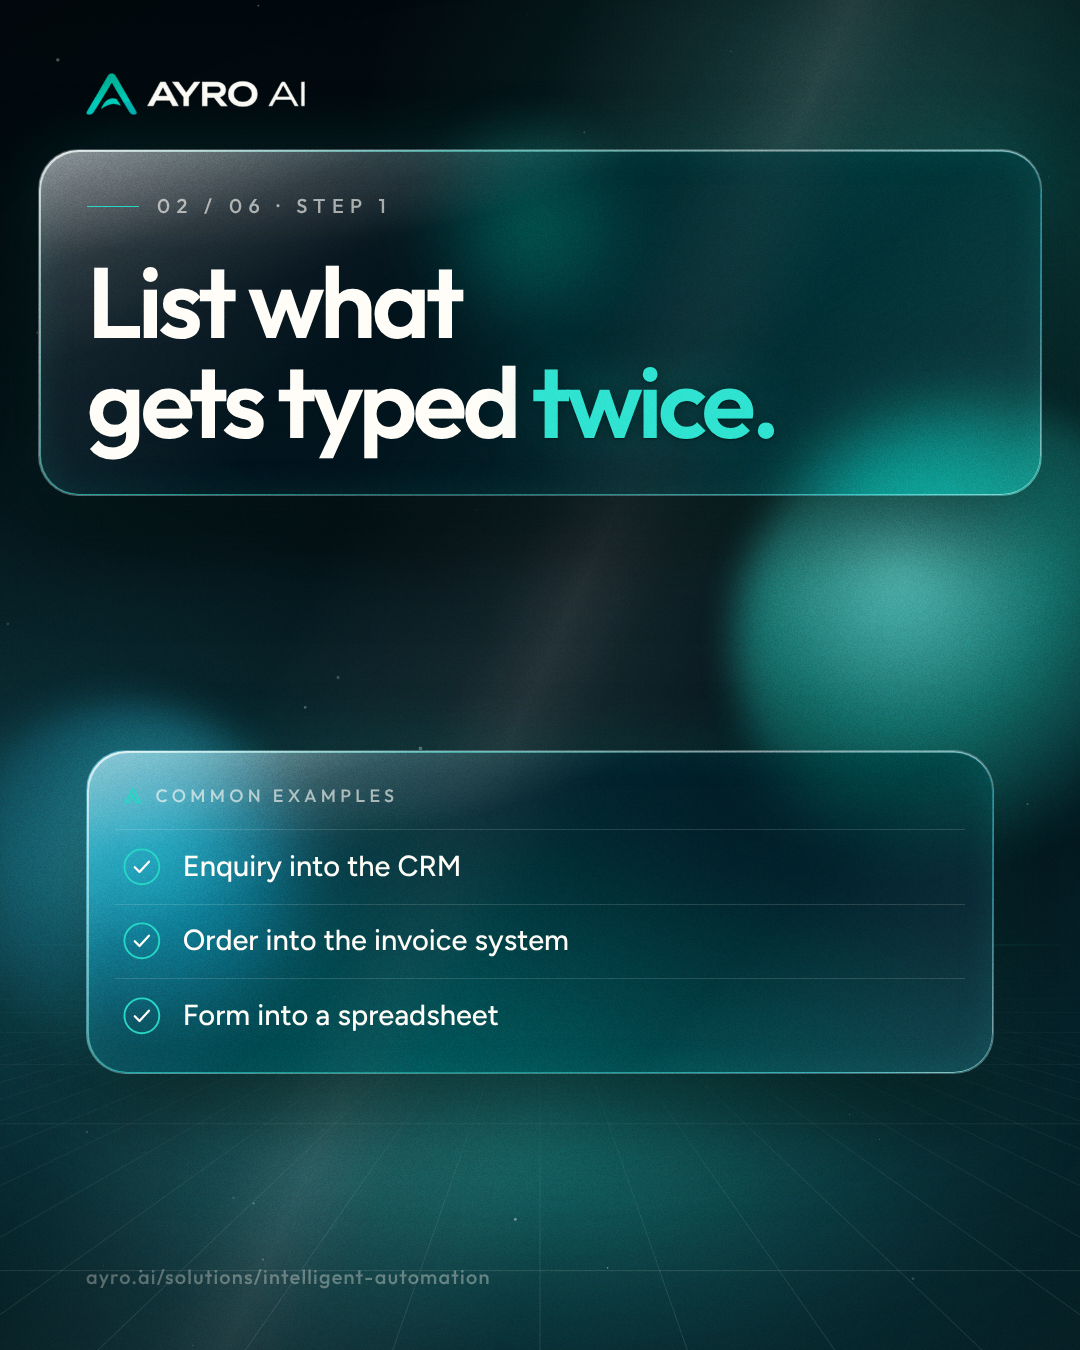 AYRO AI
02 / 06 · STEP 1
List what
gets typed twice.
COMMON EXAMPLES
Enquiry into the CRM
Order into the invoice system
Form into a spreadsheet
ayro.ai/solutions/intelligent-automation